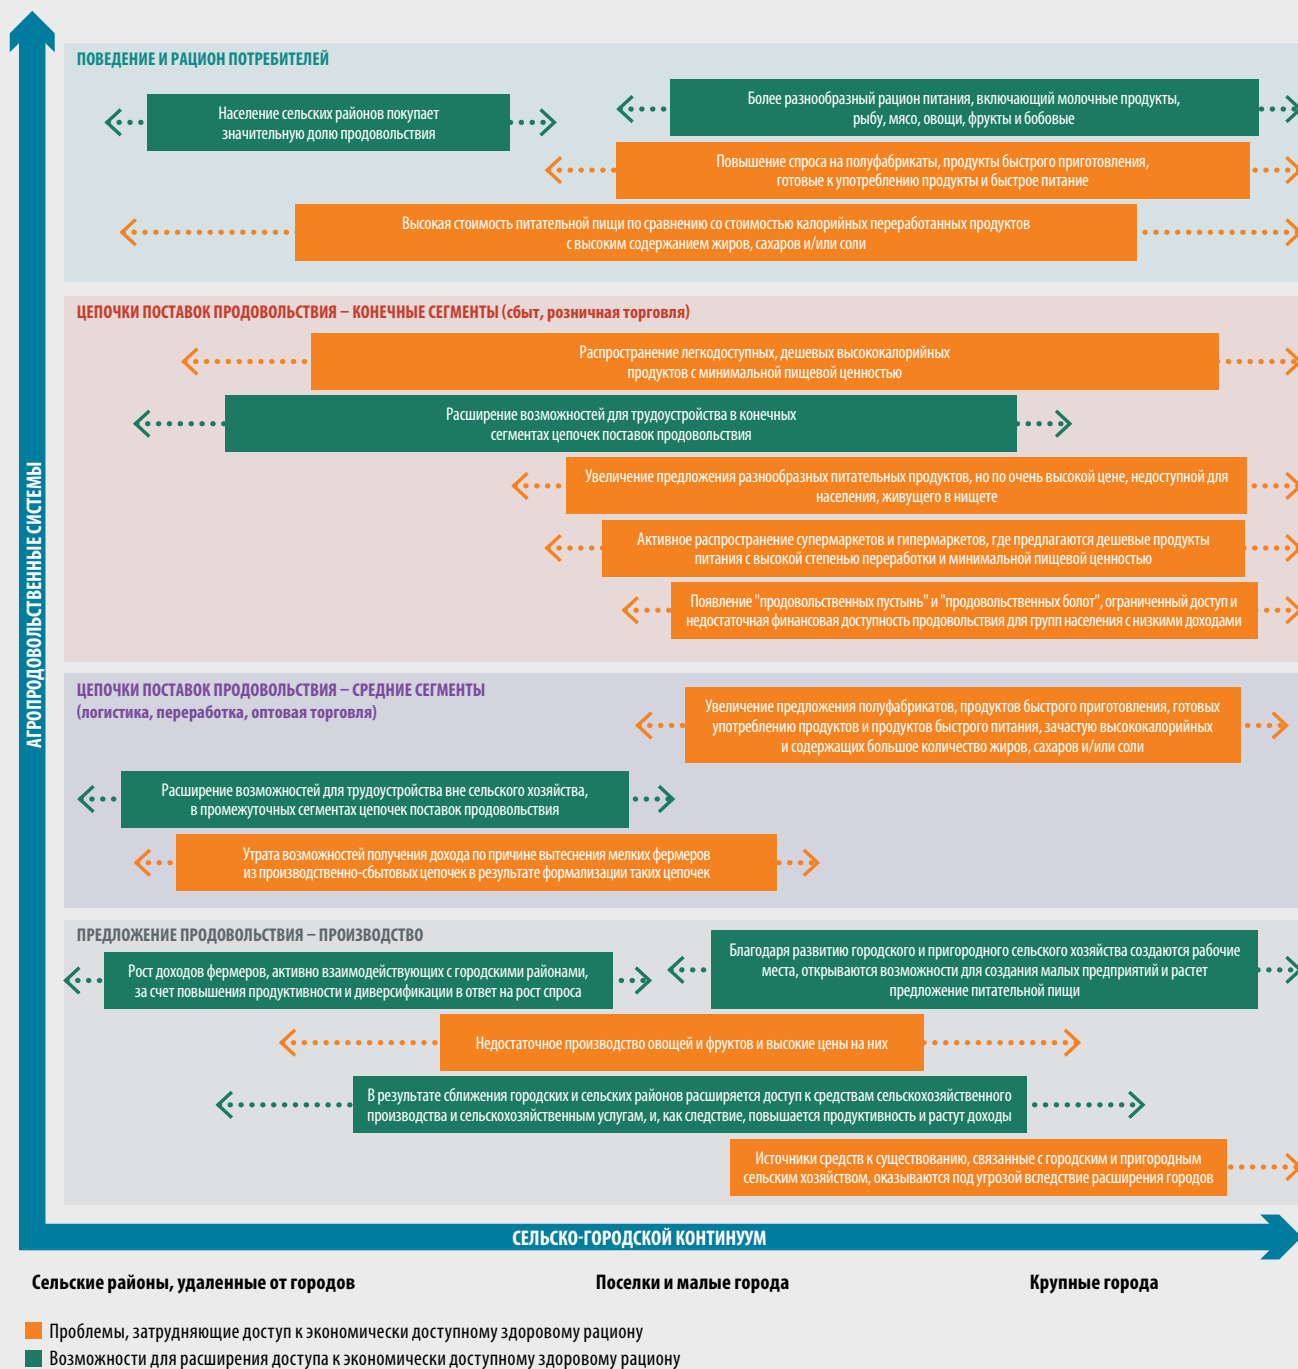 ПОВЕДЕНИЕ И РАЦИОН ПОТРЕБИТЕЛЕЙ
Население сельских районов покупает
значительную долю продовольствия
Более разнообразный рацион питания, включающий молочные продукты,
рыбу, мясо, овощи, фрукты и бобовые
Повышение спроса на полуфабрикаты, продукты быстрого приготовления,
готовые к употреблению продукты и быстрое питание
Высокая стоимость питательной пищи по сравнению со стоимостью калорийных переработанных продуктов
с высоким содержанием жиров, сахаров и/или соли
ЦЕПОЧКИ ПОСТАВОК ПРОДОВОЛЬСТВИЯ – КОНЕЧНЫЕ СЕГМЕНТЫ (сбыт, розничная торговля)
Распространение легкодоступных, дешевых высококалорийных
продуктов с минимальной пищевой ценностью
Расширение возможностей для трудоустройства в конечных
сегментах цепочек поставок продовольствия
Увеличение предложения разнообразных питательных продуктов, но по очень высокой цене, недоступной для
населения, живущего в нищете
Активное распространение супермаркетов и гипермаркетов, где предлагаются дешевые продукты
питания с высокой степенью переработки и минимальной пищевой ценностью
Появление "продовольственных пустынь" и "продовольственных болот", ограниченный доступ и
недостаточная финансовая доступность продовольствия для групп населения с низкими доходами
ЦЕПОЧКИ ПОСТАВОК ПРОДОВОЛЬСТВИЯ – СРЕДНИЕ СЕГМЕНТЫ
(логистика, переработка, оптовая торговля)
Увеличение предложения полуфабрикатов, продуктов быстрого приготовления, готовых
употреблению продуктов и продуктов быстрого питания, зачастую высококалорийных
и содержащих большое количество жиров, сахаров и/или соли
Расширение возможностей для трудоустройства вне сельского хозяйства,
в промежуточных сегментах цепочек поставок продовольствия
Утрата возможностей получения дохода по причине вытеснения мелких фермеров
из производственно-сбытовых цепочек в результате формализации таких цепочек
ПРЕДЛОЖЕНИЕ ПРОДОВОЛЬСТВИЯ – ПРОИЗВОДСТВО
Рост доходов фермеров, активно взаимодействующих с городскими районами,
за счет повышения продуктивности и диверсификации в ответ на рост спроса
Благодаря развитию городского и пригородного сельского хозяйства создаются рабочие
места, открываются возможности для создания малых предприятий и растет
предложение питательной пищи
Недостаточное производство овощей и фруктов и высокие цены на них
В результате сближения городских и сельских районов расширяется доступ к средствам сельскохозяйственного
производства и сельскохозяйственным услугам, и, как следствие, повышается продуктивность и растут доходы
Источники средств к существованию, связанные с городским и пригородным
сельским хозяйством, оказываются под угрозой вследствие расширения городов
АГРОПРОДОВОЛЬСТВЕННЫЕ СИСТЕМЫ
СЕЛЬСКО-ГОРОДСКОЙ КОНТИНУУМ
Сельские районы, удаленные от городов
Поселки и малые города
Крупные города
Проблемы, затрудняющие доступ к экономически доступному здоровому рациону
Возможности для расширения доступа к экономически доступному здоровому рациону